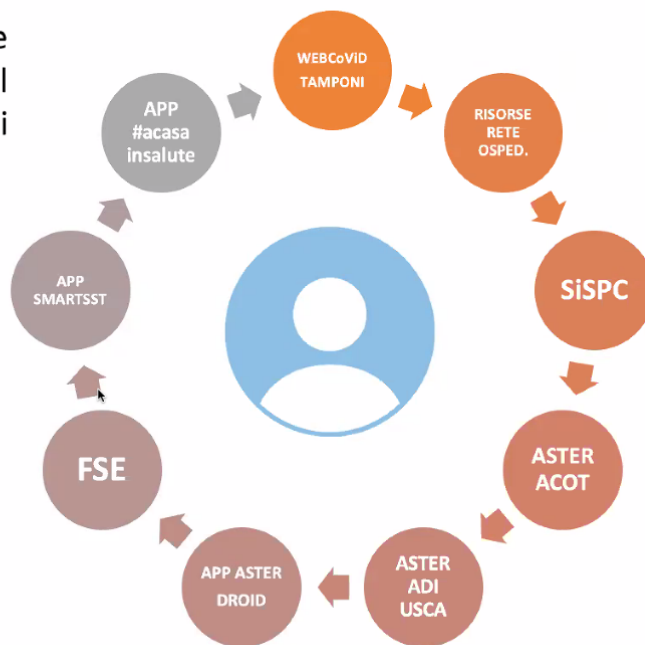 e
l
i
WEBCoViD
TAMPONI
RISORSE
RETE
OSPED.
SiSPC
ASTER
ACOT
ASTER
ADI
USCA
APP ASTER
DROID
FSE
APP
SMARTSST
APP
#acasa
insalute